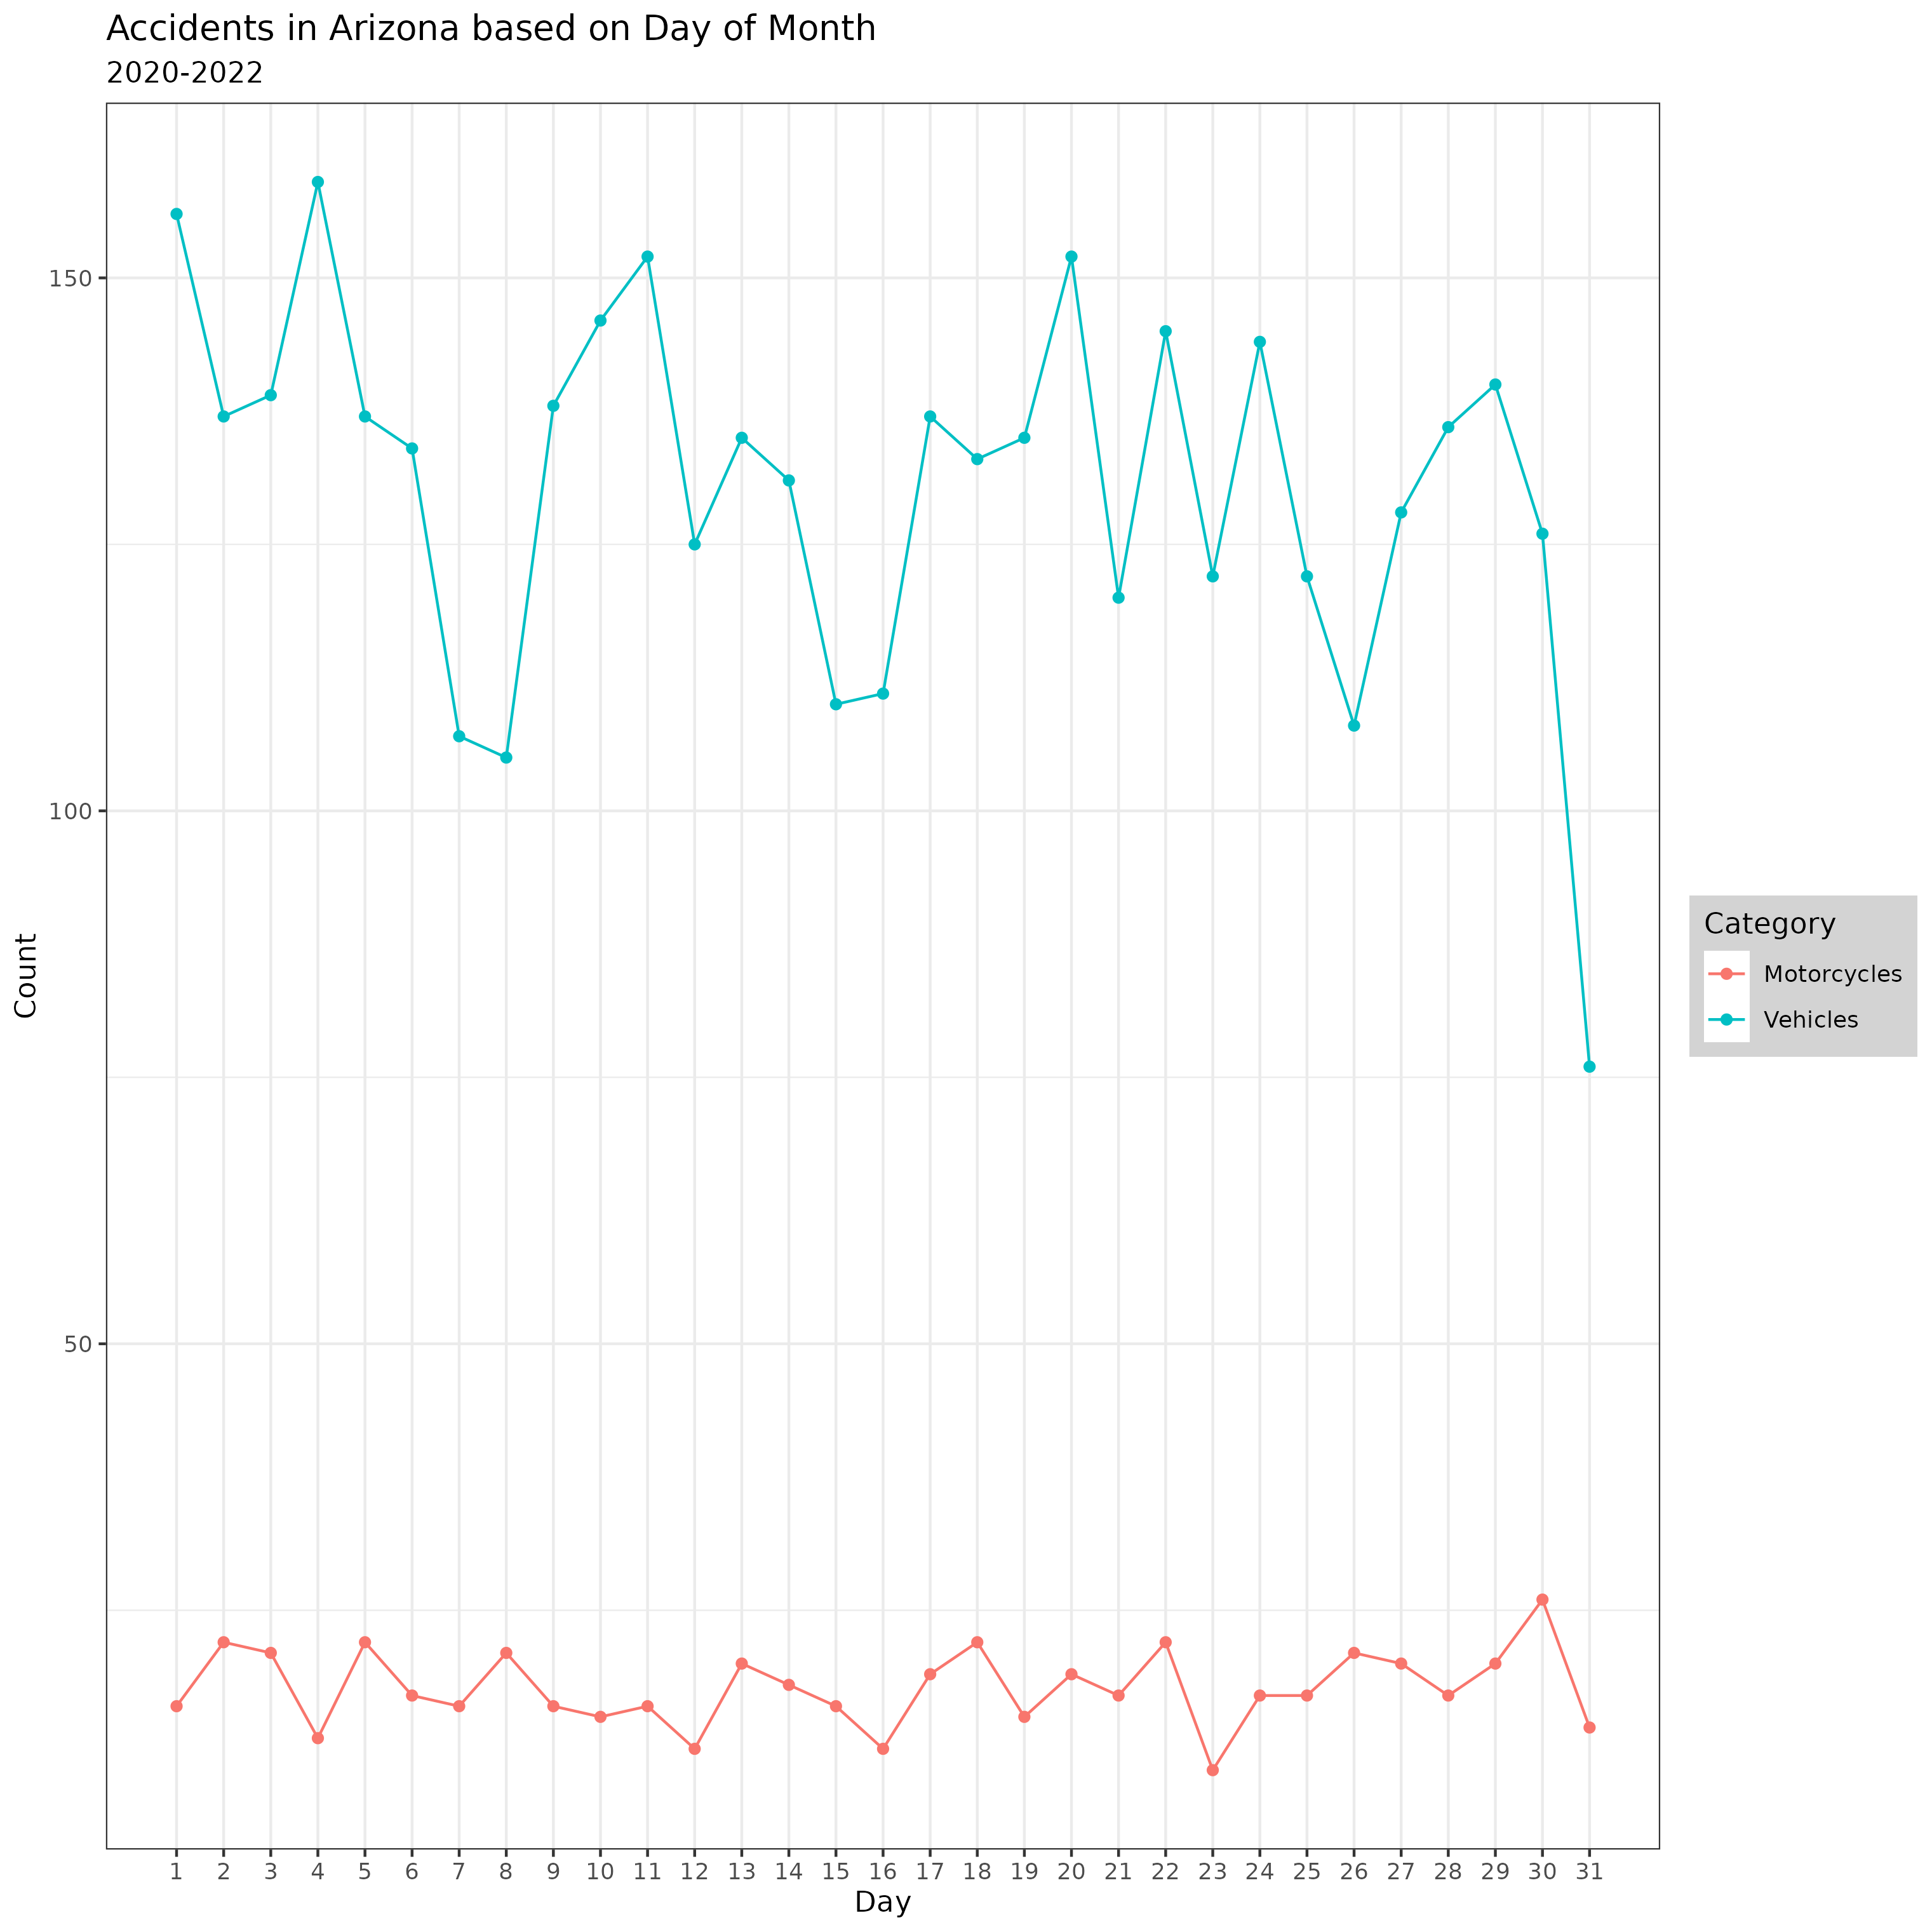 Accidents in Arizona based on Day of Month
2020-2022
150
100
50
Count
1 2 3 4 5 6 7 8 9 10 11 12 13 14 15 16 17 18 19 20 21 22 23 24 25 26 27 28 29 30 31
Day
Category
Motorcycles
Vehicles